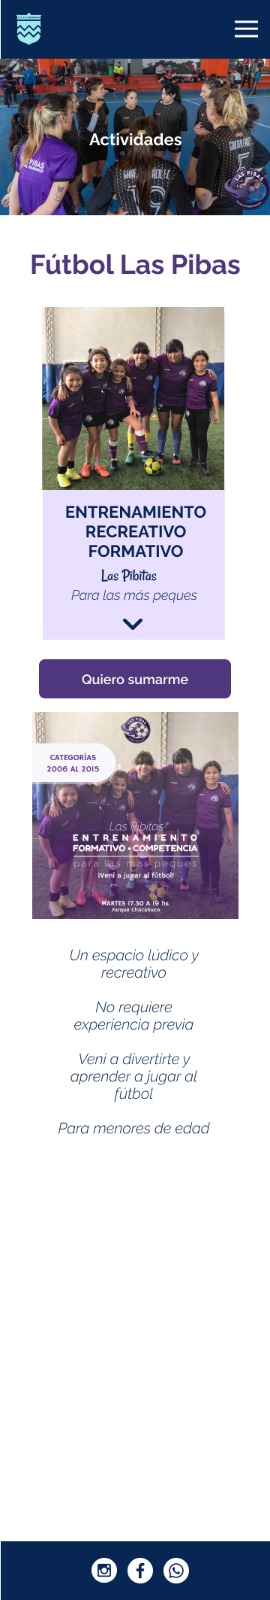 Actividades
LAS PIBAS
Fútbol Las Pibas
ENTRENAMIENTO
RECREATIVO
FORMATIVO
Las Pibitas
Para las más peques
Quiero sumarme
CATEGORÍAS
2006 AL 2015
Las Pibitas
ENTRENAMIENTO
FORMATIVO • COMPETENCIA
para las más peques
¡Vení a jugar al fútbol!
MARTES 17.30 A 19 hs
Parque Chacabuco
Un espacio lúdico y
recreativo
No requiere
experiencia previa
Vení a divertirte y
aprender a jugar al
fútbol
Para menores de edad